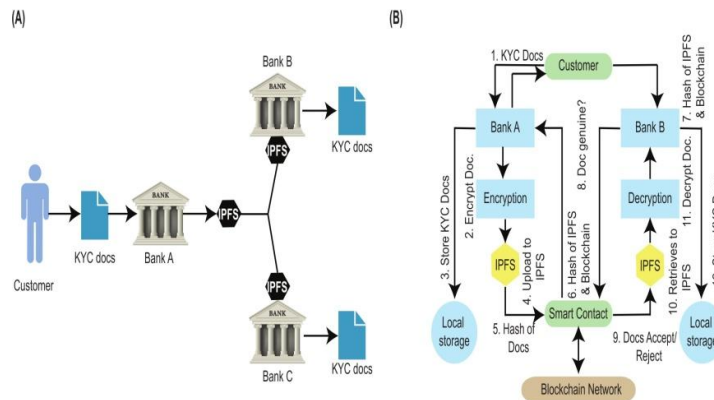 (A)
Customer
KYC docs
BANK
Bank A
IPFS
Bank B
BANK
IPFS
KYC docs
IPFS
BANK
Bank C
KYC docs
(B)
1. KYC Docs
Customer
Bank A
Bank B
7. Hash of IPFS
& Blockchain
2. Encrypt Doc.
3. Store KYC Docs
Encryption
IPFS
4. Upload to
IPFS
5. Hash of
Docs
6. Hash of IPFS
& Blockchain
8. Doc genuine?
Smart Contact
Blockchain Network
9. Docs Accept/
Reject
10. Retrieves to
IPFS
IPFS
Decryption
11. Decrypt Doc.
Local
storage
Local
storage